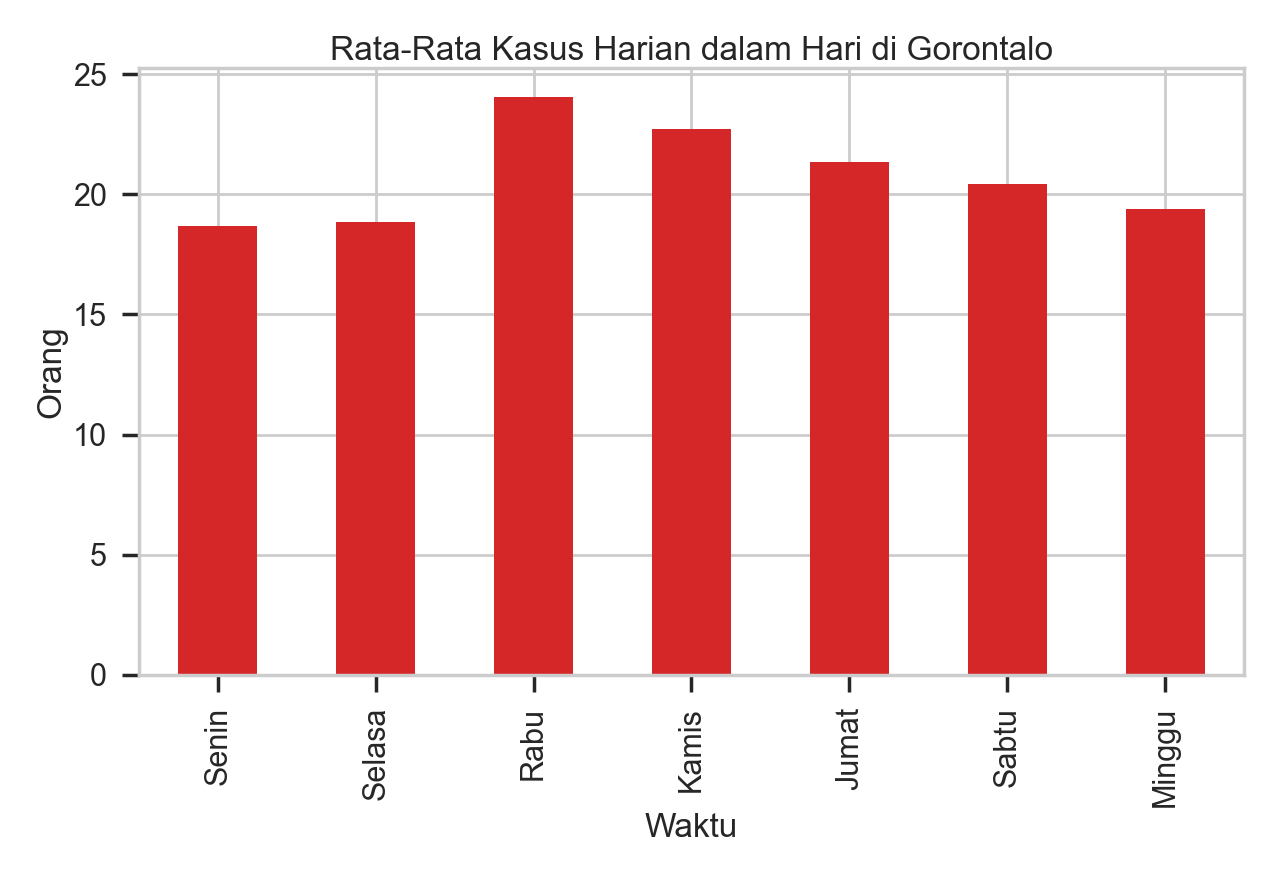 Rata-Rata Kasus Harian dalam Hari di Gorontalo
25
20
15
10
5
0
Orang
Senin
Selasa
Rabu
Kamis
Jumat
Sabtu
Minggu
Waktu